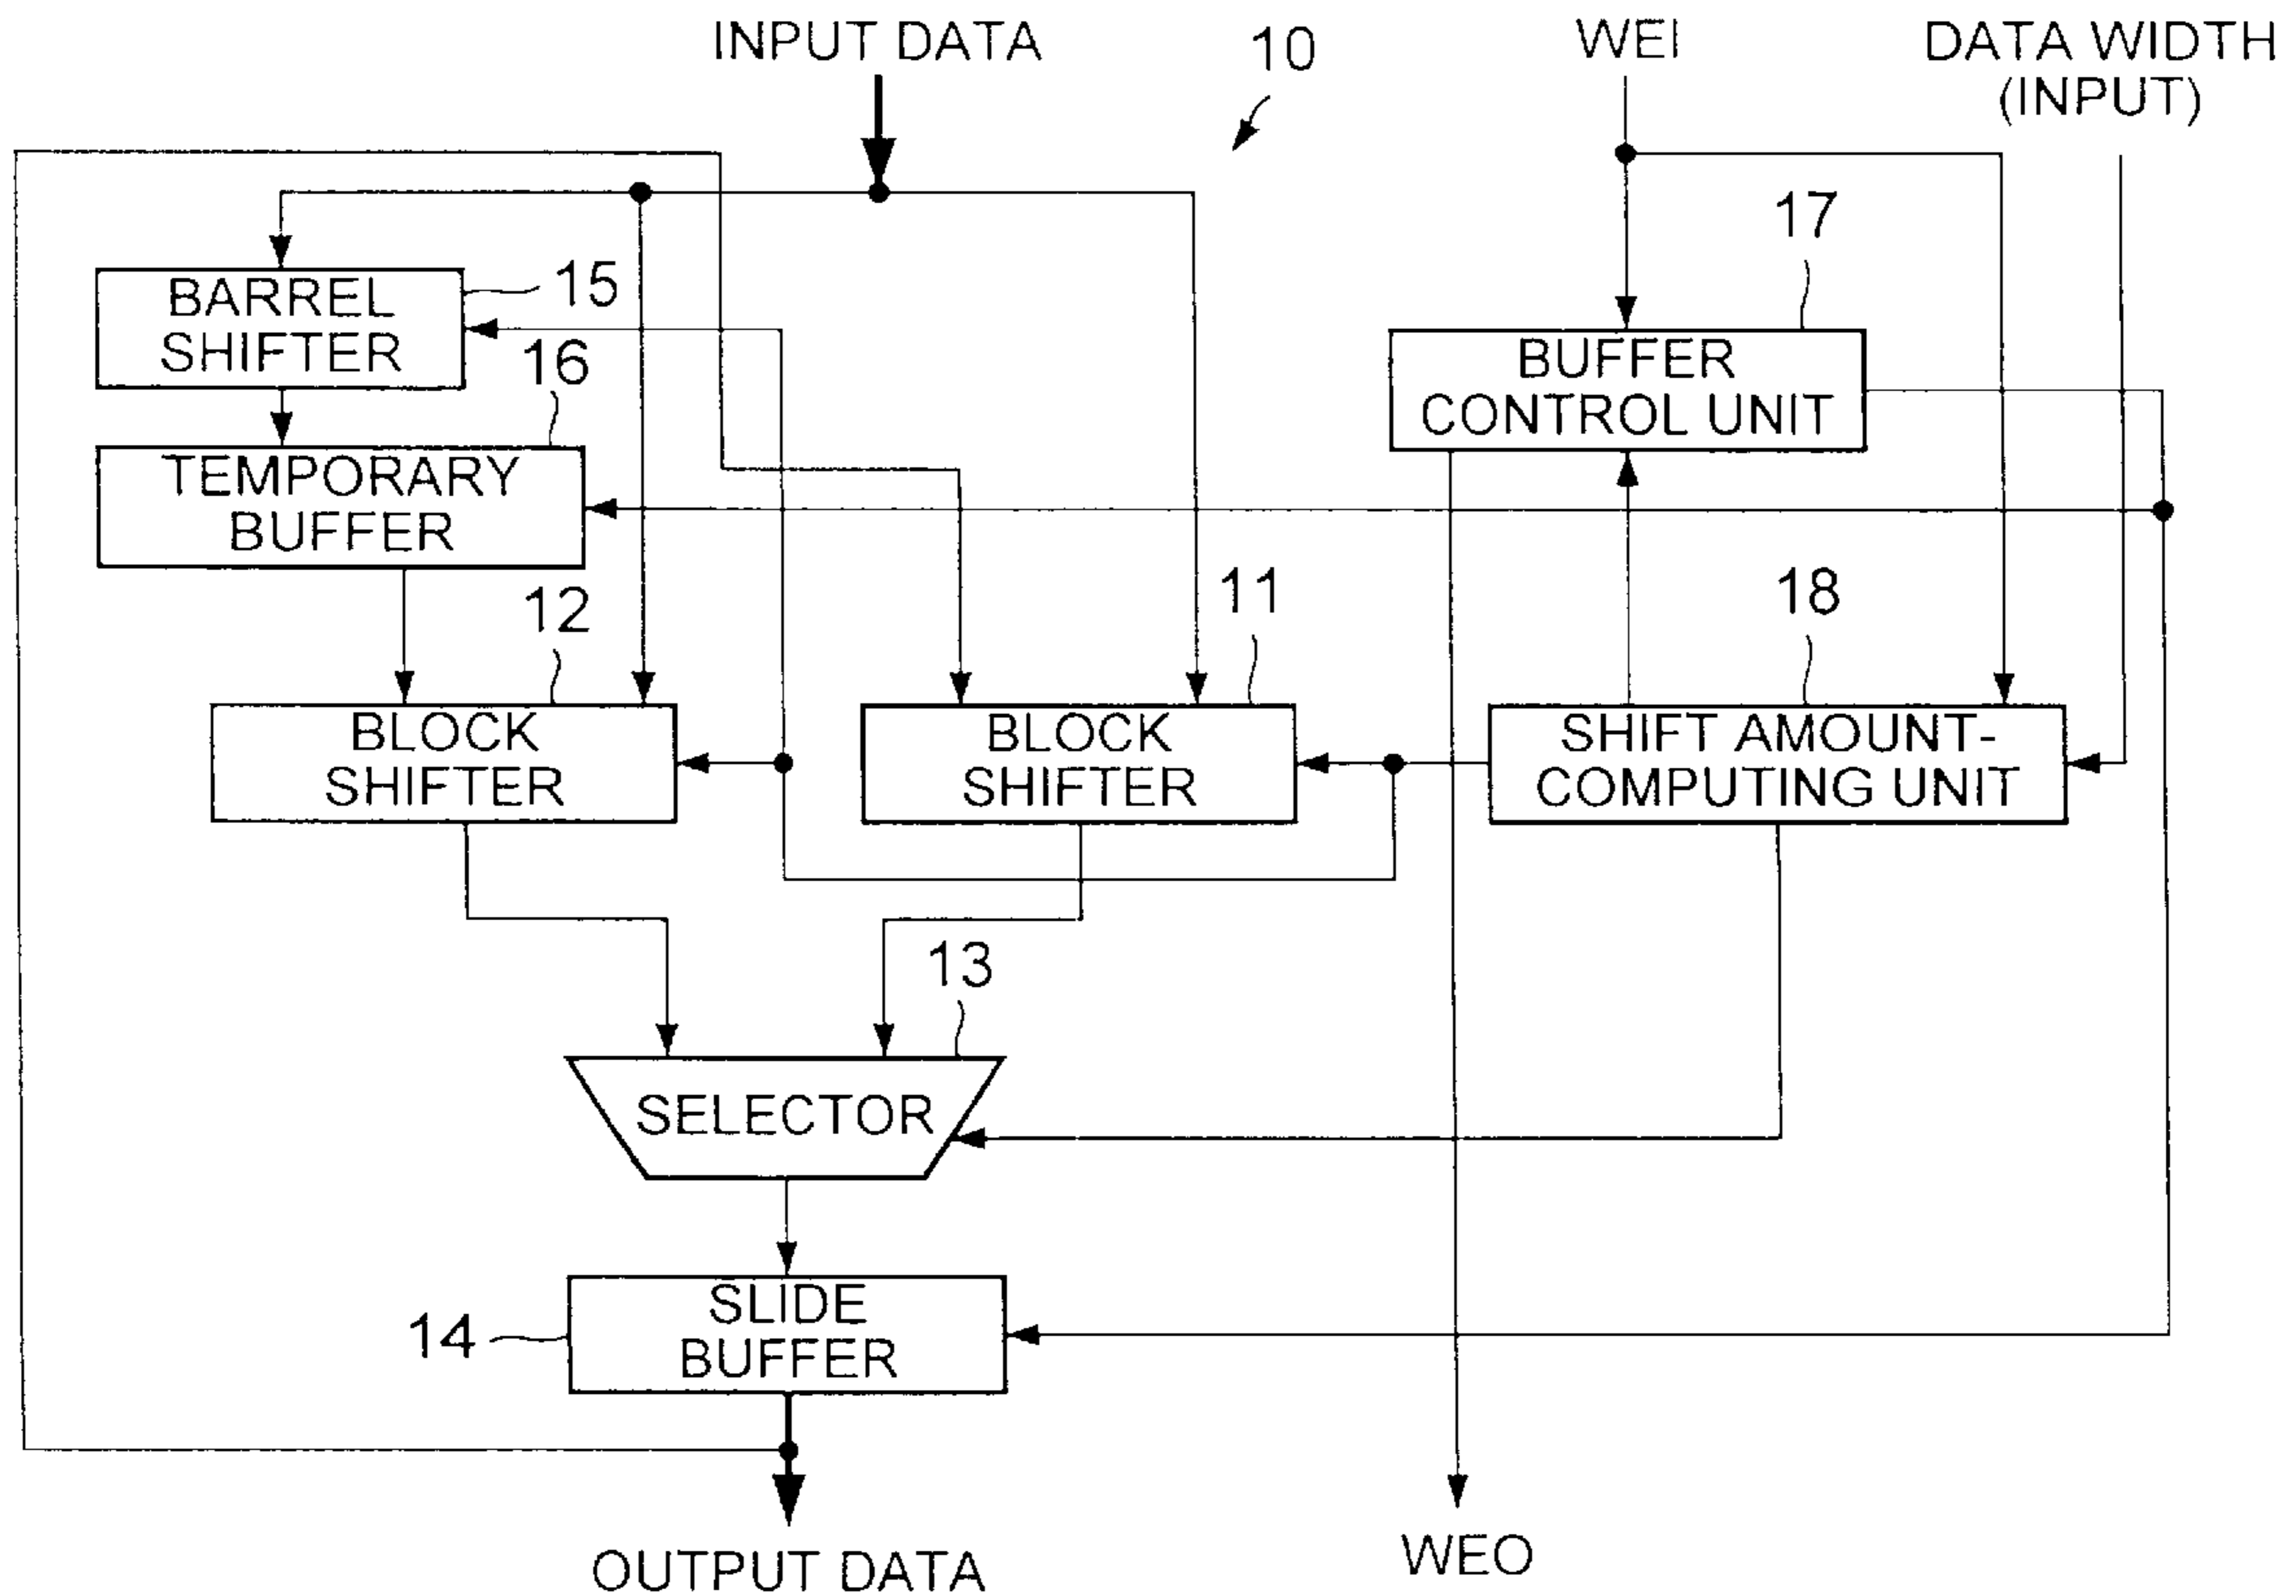 INPUT DATA
10
WEI
DATA WIDTH
(INPUT)
17
BARREL
SHIFTER
15
BUFFER
CONTROL UNIT
16
TEMPORARY
BUFFER
12
11
18
BLOCK
SHIFTER
BLOCK
SHIFTER
SHIFT AMOUNT-
COMPUTING UNIT
13
SELECTOR
SLIDE
BUFFER
14
OUTPUT DATA
WEO